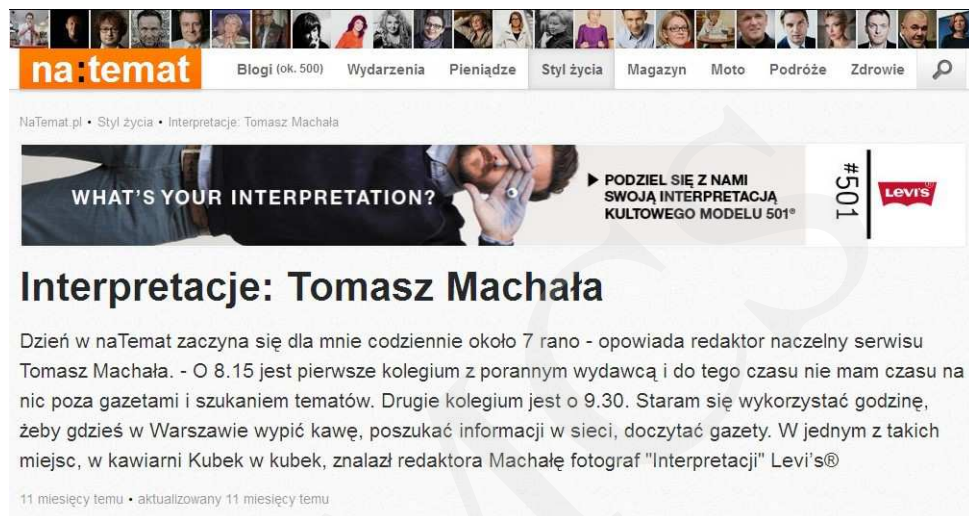 na:temat
Blogi (ok. 500) Wydarzenia Pieniądze Styl życia Magazyn Moto Podróże Zdrowie
NaTemat.pl • Styl życia • Interpretacje: Tomasz Machała
WHAT'S YOUR INTERPRETATION?
▶ PODZIEL SIĘ Z NAMI
SWOJĄ INTERPRETACJĄ
KULTOWEGO MODELU 501®
#501
LEVI'S®
Interpretacje: Tomasz Machała
Dzień w naTemat zaczyna się dla mnie codziennie około 7 rano - opowiada redaktor naczelny serwisu
Tomasz Machała. - O 8.15 jest pierwsze kolegium z porannym wydawcą i do tego czasu nie mam czasu na
nic poza gazetami i szukaniem tematów. Drugie kolegium jest o 9.30. Staram się wykorzystać godzinę,
żeby gdzieś w Warszawie wypić kawę, poszukać informacji w sieci, doczytać gazety. W jednym z takich
miejsc, w kawiarni Kubek w kubek, znalazł redaktora Machałę fotograf "Interpretacji" Levi's®
11 miesięcy temu • aktualizowany 11 miesięcy temu